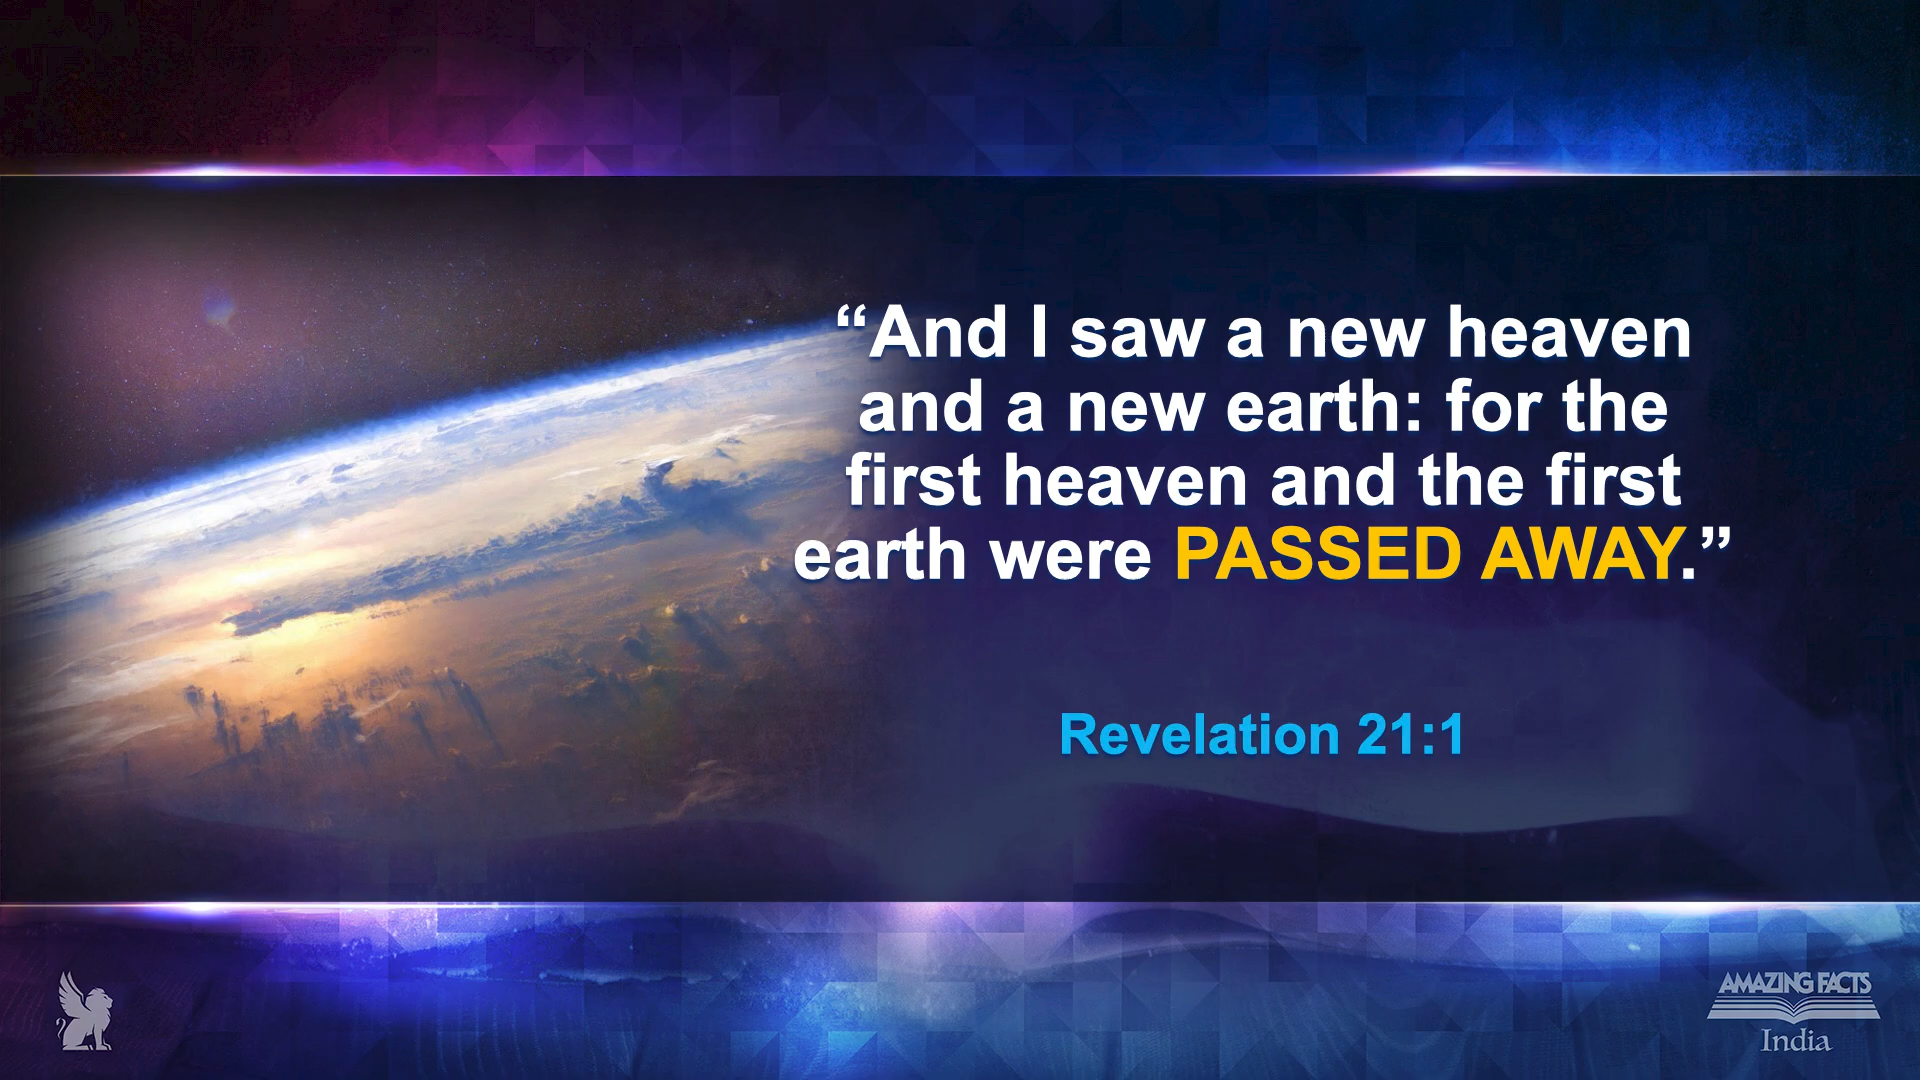 “And I saw a new heaven
and a new earth: for the
first heaven and the first
earth were PASSED AWAY.”
Revelation 21:1
AMAZING FACTS
India